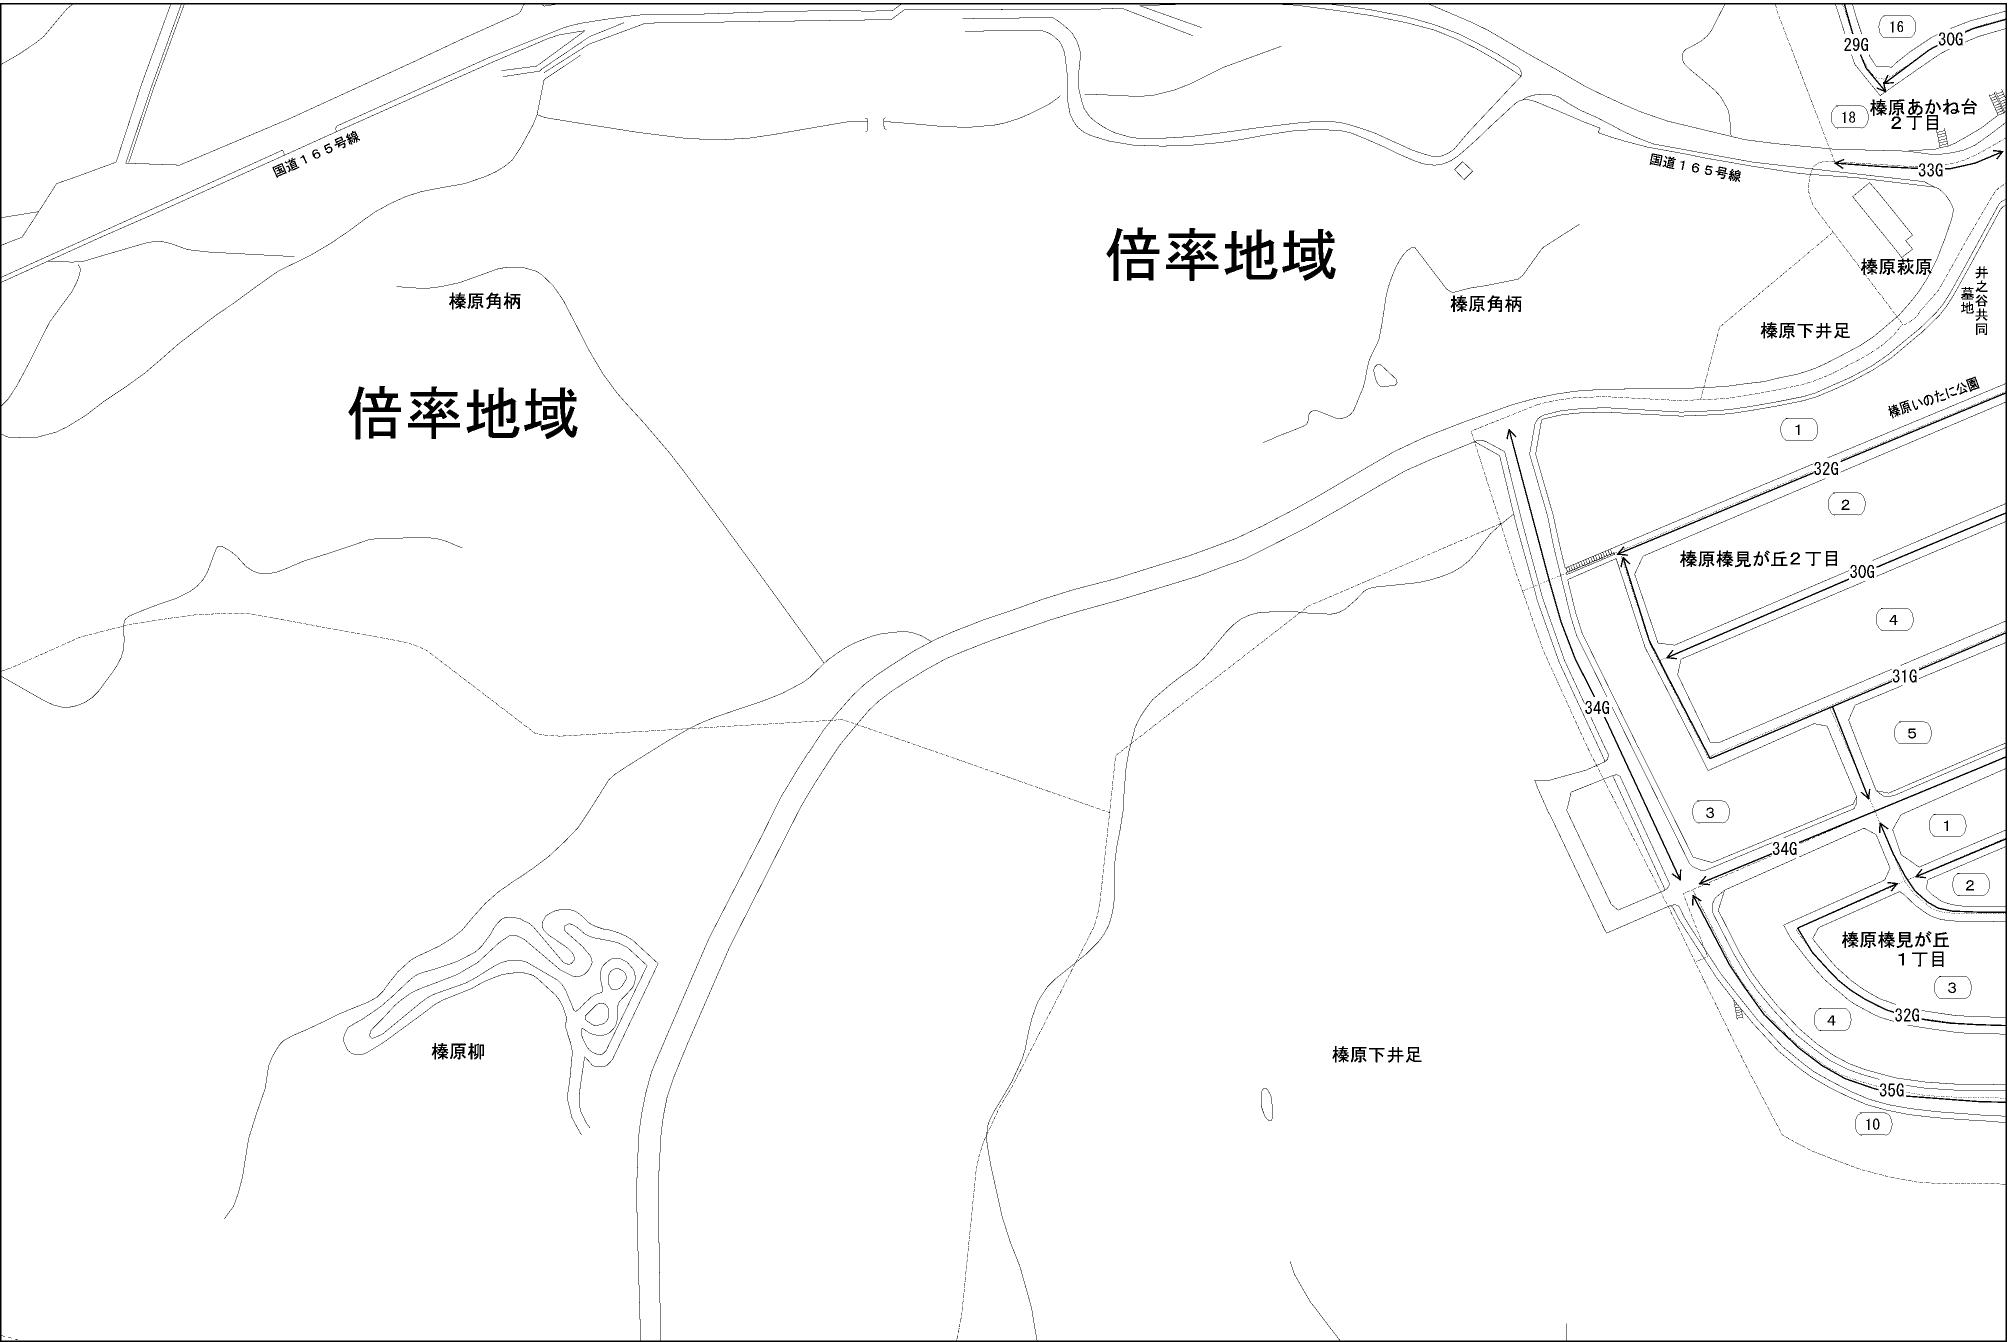 16
29G
30G
榛原あかね台
２丁目
18
国道１６５号線
国道１６５号線
33G
倍率地域
榛原萩原
井之谷共同
墓地
榛原角柄
榛原角柄
榛原下井足
倍率地域
榛原いのたに公園
1
32G
2
榛原榛見が丘２丁目
30G
4
31G
34G
5
3
1
34G
2
榛原榛見が丘
１丁目
3
32G
4
榛原柳
榛原下井足
35G
10